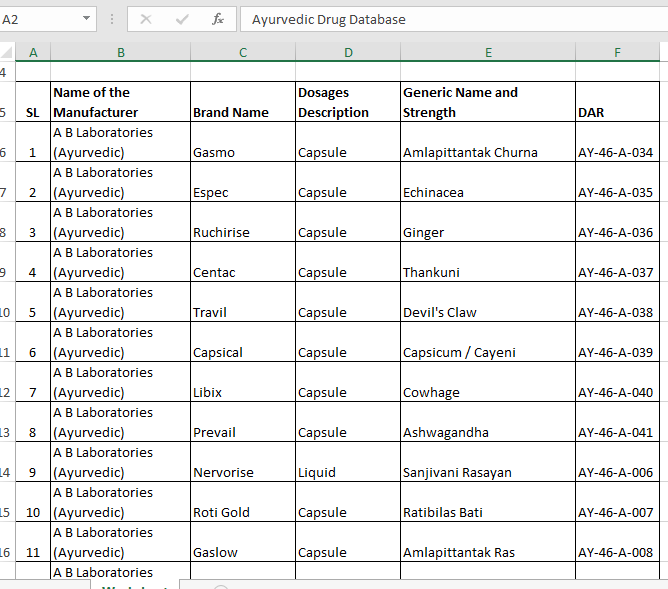 A2 fx Ayurvedic Drug Database
A B C D E F
4
Name of the Dosages Generic Name and
5 SL Manufacturer Brand Name Description Strength DAR
A B Laboratories
6 1 (Ayurvedic) Gasmo Capsule Amlapittantak Churna AY-46-A-034
A B Laboratories
7 2 (Ayurvedic) Espec Capsule Echinacea AY-46-A-035
A B Laboratories
8 3 (Ayurvedic) Ruchirise Capsule Ginger AY-46-A-036
A B Laboratories
9 4 (Ayurvedic) Centac Capsule Thankuni AY-46-A-037
A B Laboratories
10 5 (Ayurvedic) Travil Capsule Devil's Claw AY-46-A-038
A B Laboratories
11 6 (Ayurvedic) Capsical Capsule Capsicum / Cayeni AY-46-A-039
A B Laboratories
12 7 (Ayurvedic) Libix Capsule Cowhage AY-46-A-040
A B Laboratories
13 8 (Ayurvedic) Prevail Capsule Ashwagandha AY-46-A-041
A B Laboratories
14 9 (Ayurvedic) Nervorise Liquid Sanjivani Rasayan AY-46-A-006
A B Laboratories
15 10 (Ayurvedic) Roti Gold Capsule Ratibilas Bati AY-46-A-007
A B Laboratories
16 11 (Ayurvedic) Gaslow Capsule Amlapittantak Ras AY-46-A-008
A B Laboratories